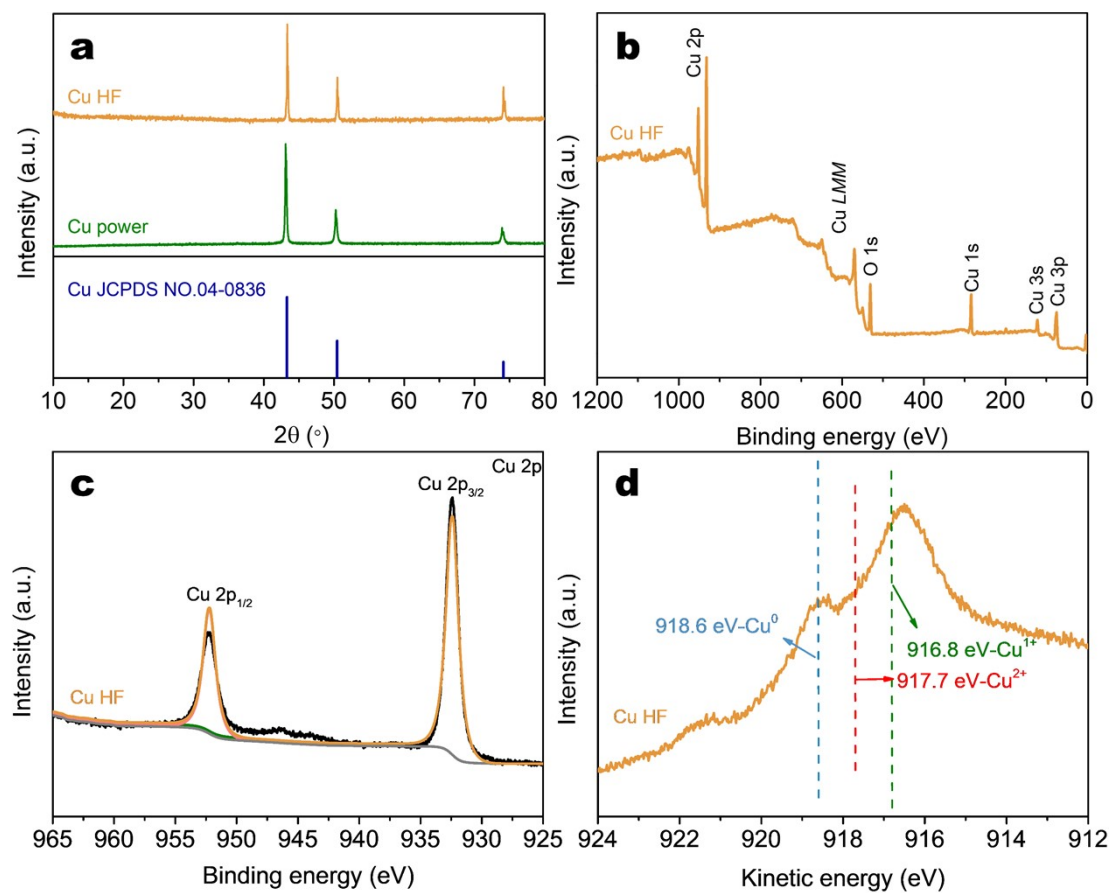 a
Cu HF
Cu power
Cu JCPDS NO.04-0836
Intensity (a.u.)
10 20 30 40 50 60 70 80
2θ (°)
b
Cu 2p
Cu HF
Cu LMM
O 1s
Cu 1s
Cu 3s
Cu 3p
Intensity (a.u.)
1200 1000 800 600 400 200 0
Binding energy (eV)
c
Cu 2p
Cu 2p3/2
Cu 2p1/2
Cu HF
Intensity (a.u.)
965 960 955 950 945 940 935 930 925
Binding energy (eV)
d
918.6 eV-Cu⁰
916.8 eV-Cu¹⁺
917.7 eV-Cu²⁺
Cu HF
Intensity (a.u.)
924 922 920 918 916 914 912
Kinetic energy (eV)